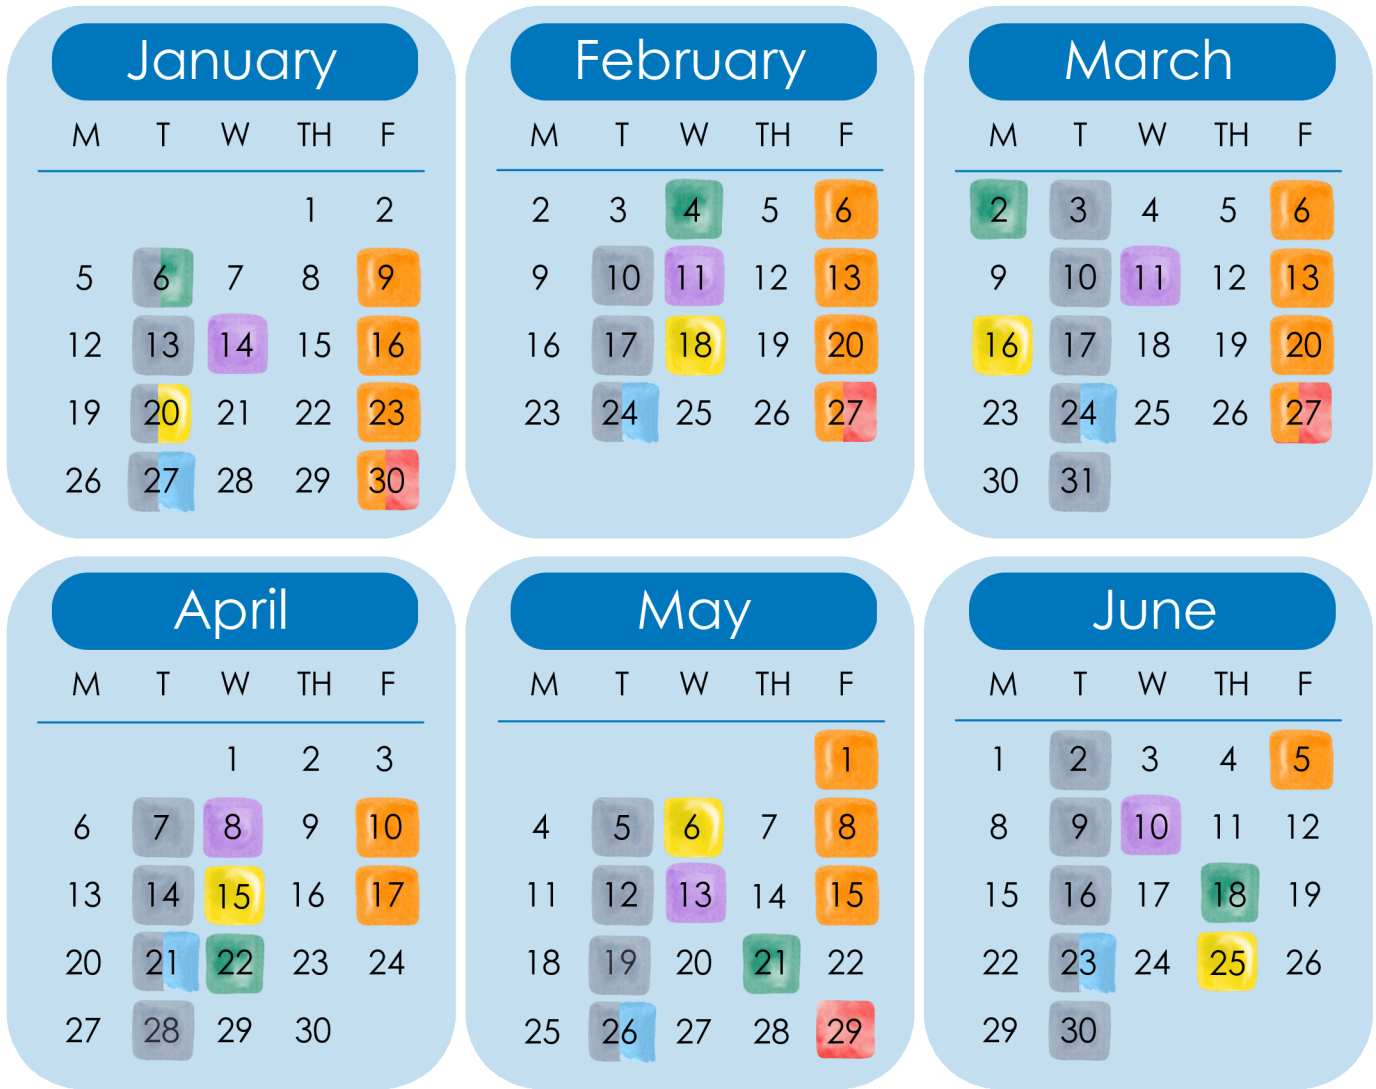 January
M T W TH F
1 2
5 6 7 8 9
12 13 14 15 16
19 20 21 22 23
26 27 28 29 30
February
M T W TH F
2 3 4 5 6
9 10 11 12 13
16 17 18 19 20
23 24 25 26 27
March
M T W TH F
2 3 4 5 6
9 10 11 12 13
16 17 18 19 20
23 24 25 26 27
30 31
April
M T W TH F
1 2 3
6 7 8 9 10
13 14 15 16 17
20 21 22 23 24
27 28 29 30
May
M T W TH F
1
4 5 6 7 8
11 12 13 14 15
18 19 20 21 22
25 26 27 28 29
June
M T W TH F
1 2 3 4 5
8 9 10 11 12
15 16 17 18 19
22 23 24 25 26
29 30